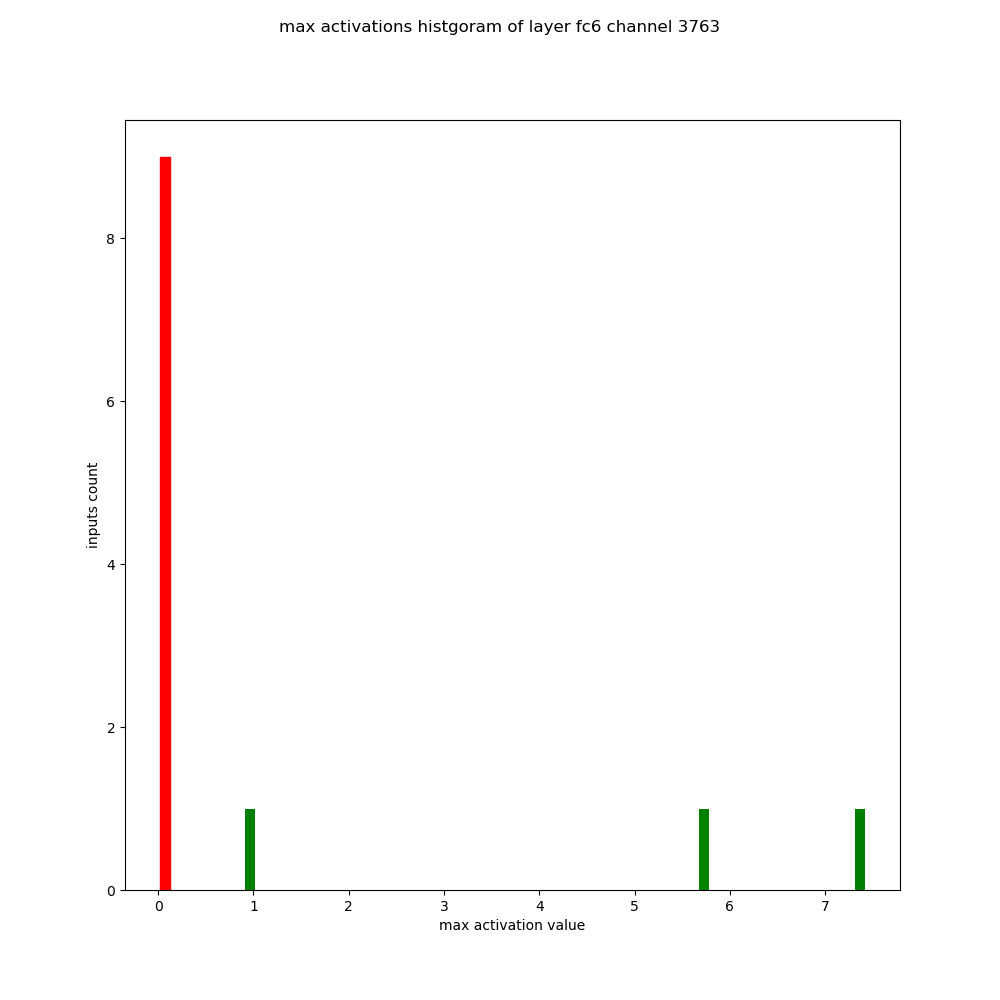 max activations histgoram of layer fc6 channel 3763
8
6
4
2
0
inputs count
0 1 2 3 4 5 6 7
max activation value